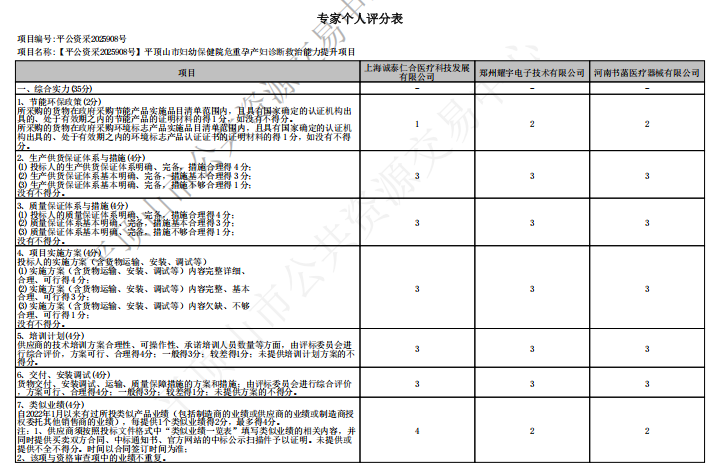 专家个人评分表
项目编号:平公资采2025908号
项目名称:【平公资采2025908号】平顶山市妇幼保健院危重孕产妇诊断救治能力提升项目
项目 上海诚泰仁合医疗科技发展有限公司 郑州耀宇电子技术有限公司 河南书菡医疗器械有限公司
一、综合实力(35分) - - -
1、节能环保政策(2分)
所采购的货物在政府采购节能产品实施品目清单范围内，且具有国家确定的认证机构出
具的、处于有效期之内的节能产品的证明材料的得1分，如没有不得分。
所采购的货物在政府采购环境标志产品实施品目清单范围内，且具有国家确定的认证机
构出具的、处于有效期之内的环境标志产品认证证书的证明材料的得 1 分，如没有不得
分。
1 2 2
2、生产供货保证体系与措施(4分)
(1) 投标人的生产供货保证体系明确、完备，措施合理得 4 分；
(2) 生产供货保证体系基本明确、完备，措施基本合理得 3 分；
(3) 生产供货保证体系基本明确、完备，措施不够合理得 1 分；
没有不得分。
3 3 3
3、质量保证体系与措施(4分)
(1) 投标人的质量保证体系明确、完备，措施合理得 4 分；
(2) 质量保证体系基本明确、完备，措施基本合理得 3 分；
(3) 质量保证体系基本明确、完备，措施不够合理得 1 分；
没有不得分。
3 3 3
4、项目实施方案(4分)
投标人的实施方案（含货物运输、安装、调试等）
(1) 实施方案（含货物运输、安装、调试等）内容完整详细、
合理、可行得 4 分；
(2) 实施方案（含货物运输、安装、调试等）内容完整、基本
合理、可行得 3 分；
(3) 实施方案（含货物运输、安装、调试等）内容欠缺、不够
合理、可行得 1 分；
没有不得分。
3 3 3
5、培训计划(4分)
供应商的技术培训方案合理性、可操作性、承诺培训人员数量等方面，由评标委员会进
行综合评价，方案可行、合理得4分；一般得3分；较差得1分；未提供培训计划方案的不
得分。
3 3 3
6、交付、安装调试(4分)
货物交付、安装调试、运输、质量保障措施的方案和措施；由评标委员会进行综合评价
，方案可行、合理得4分；一般得3分；较差得1分；未提供方案的不得分。
3 3 3
7、类似业绩(4分)
自2022年1月以来有过所投类似产品业绩（包括制造商的业绩或供应商的业绩或制造商授
权委托其他销售商的业绩），每提供1个类似业绩得2分，最多得4分。
注：1、供应商须按照投标文件格式中“类似业绩一览表”填写类似业绩的相关内容，并
同时提供买卖双方合同、中标通知书、官方网站的中标公示扫描件予以证明。未提供或
提供不全不得分。时间以合同签订时间为准；
2、该项与资格审查项中的业绩不重复。
4 2 2
平顶山市公共资源交易中心